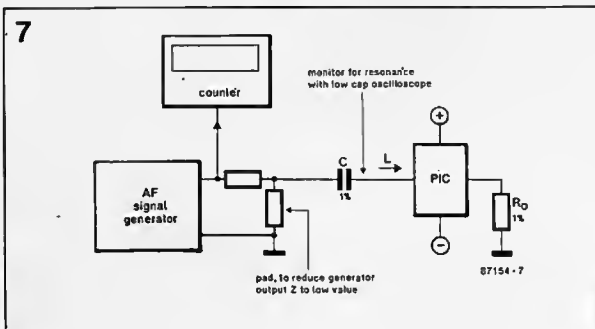 7
counter
monitor for resonance
with low cap oscilloscope
C
1%
L
+
PIC
−
R₀
1%
AF
signal
generator
pad, to reduce generator
output Z to low value
87154 - 7